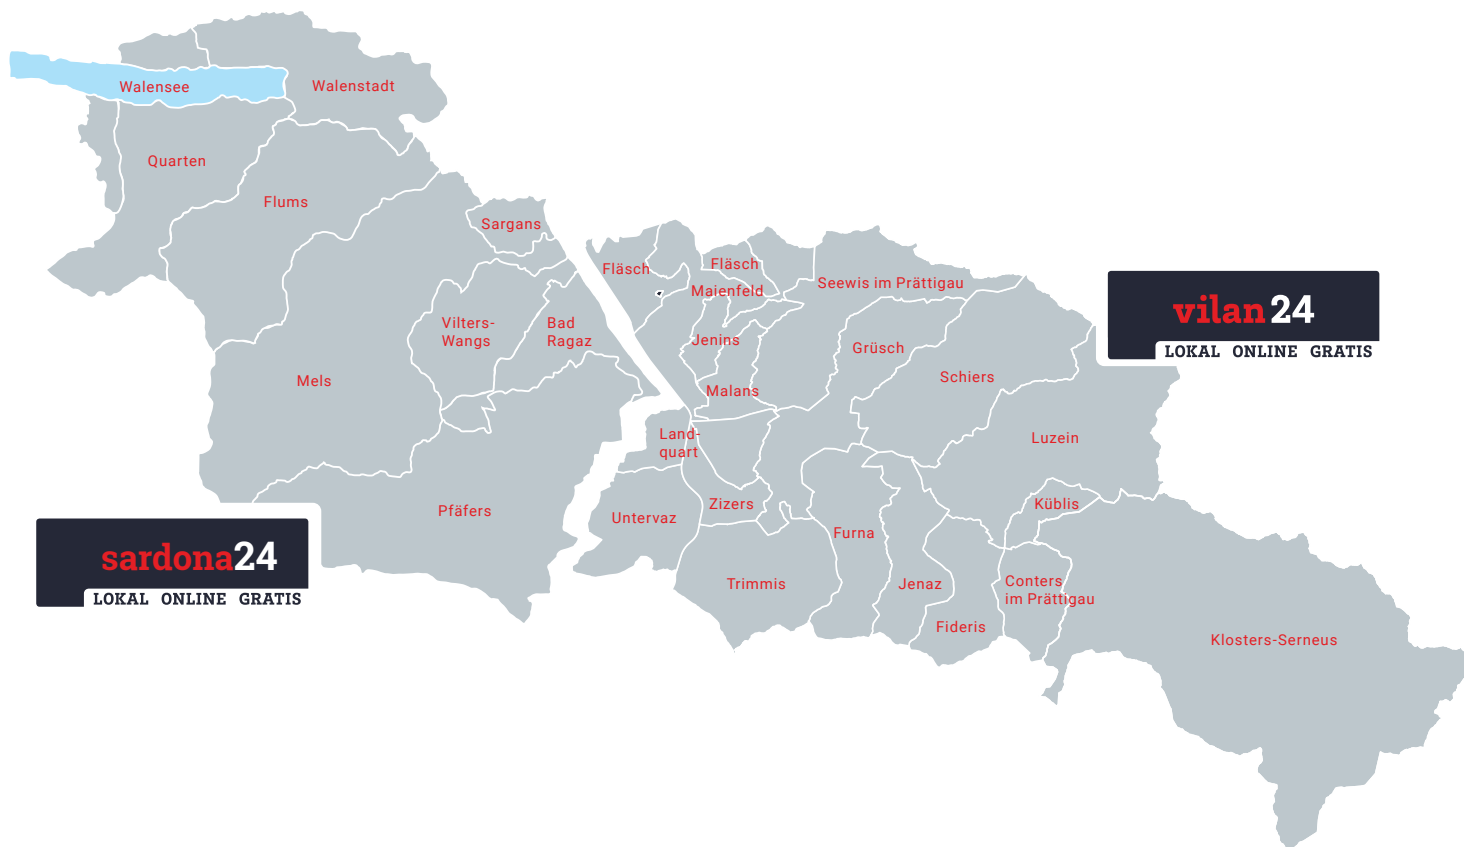 Walensee
Walenstadt
Quarten
Flums
Sargans
Fläsch
Fläsch
Maienfeld
Seewis im Prättigau
vilan24
LOKAL ONLINE GRATIS
Vilters-
Wangs
Bad
Ragaz
Jenins
Grüsch
Mels
Malans
Schiers
Land-
quart
Luzein
Pfäfers
Untervaz
Zizers
Küblis
Furna
sardona24
LOKAL ONLINE GRATIS
Trimmis
Jenaz
Conters
im Prättigau
Fideris
Klosters-Serneus